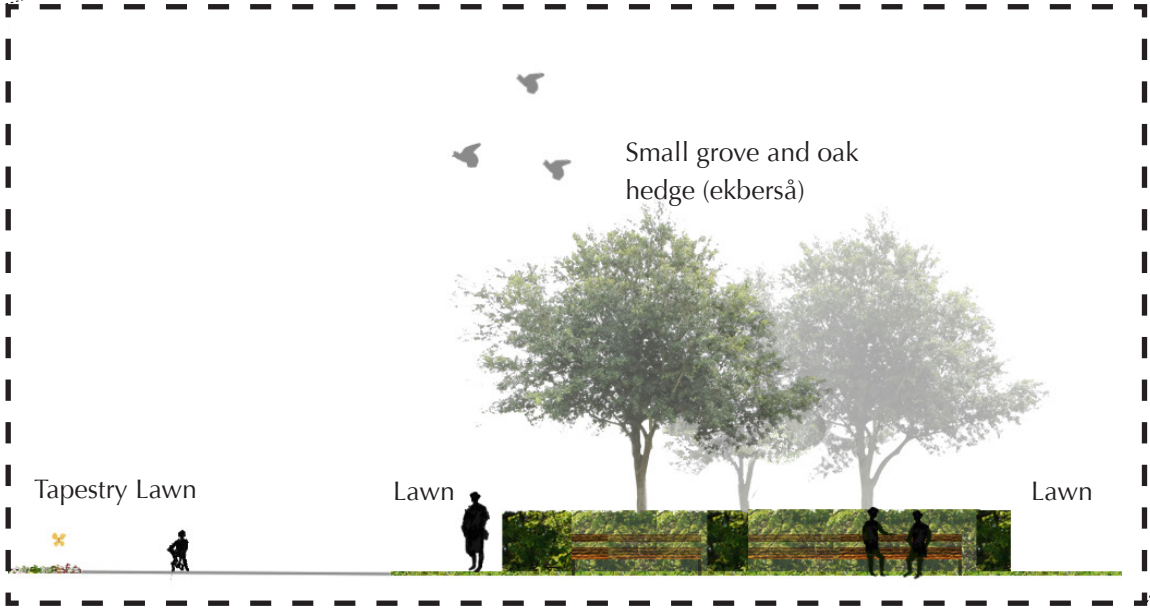 Small grove and oak
hedge (ekberså)
Tapestry Lawn
Lawn
Lawn